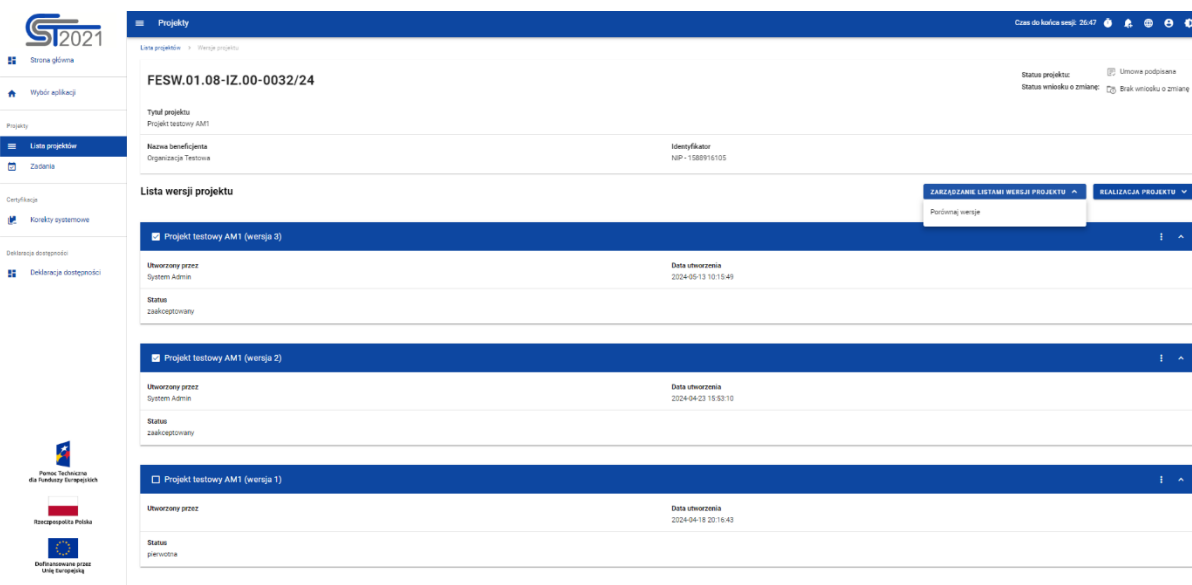 ST2021
Projekty
Czas do końca sesji: 26:47
Strona główna
Wybór aplikacji
Projekty
Lista projektów
Zadania
Certyfikacja
Korekty systemowe
Deklaracja dostępności
Deklaracja dostępności
Pomoc Techniczna
dla Funduszy Europejskich
Rzeczpospolita Polska
Dofinansowane przez
Unię Europejską
Lista projektów
Wersje projektu
FESW.01.08-IZ.00-0032/24
Status projektu: Umowa podpisana
Status wniosku o zmianę: Brak wniosku o zmianę
Tytuł projektu
Projekt testowy AM1
Nazwa beneficjenta
Organizacja Testowa
Identyfikator
NIP - 1588916105
Lista wersji projektu
ZARZĄDZANIE LISTAMI WERSJI PROJEKTU
REALIZACJA PROJEKTU
Porównaj wersje
Projekt testowy AM1 (wersja 3)
Utworzony przez
System Admin
Data utworzenia
2024-05-13 10:15:49
Status
zaakceptowany
Projekt testowy AM1 (wersja 2)
Utworzony przez
System Admin
Data utworzenia
2024-04-23 15:53:10
Status
zaakceptowany
Projekt testowy AM1 (wersja 1)
Utworzony przez
Data utworzenia
2024-04-18 20:16:43
Status
pierwotna